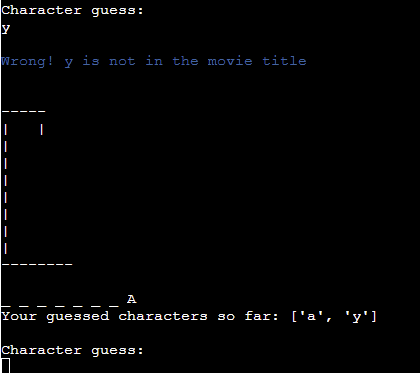 Character guess:
y
Wrong! y is not in the movie title
-----
|   |
|
|
|
|
|
|
|
--------
_ _ _ _ _ _ _ A
Your guessed characters so far: ['a', 'y']
Character guess: